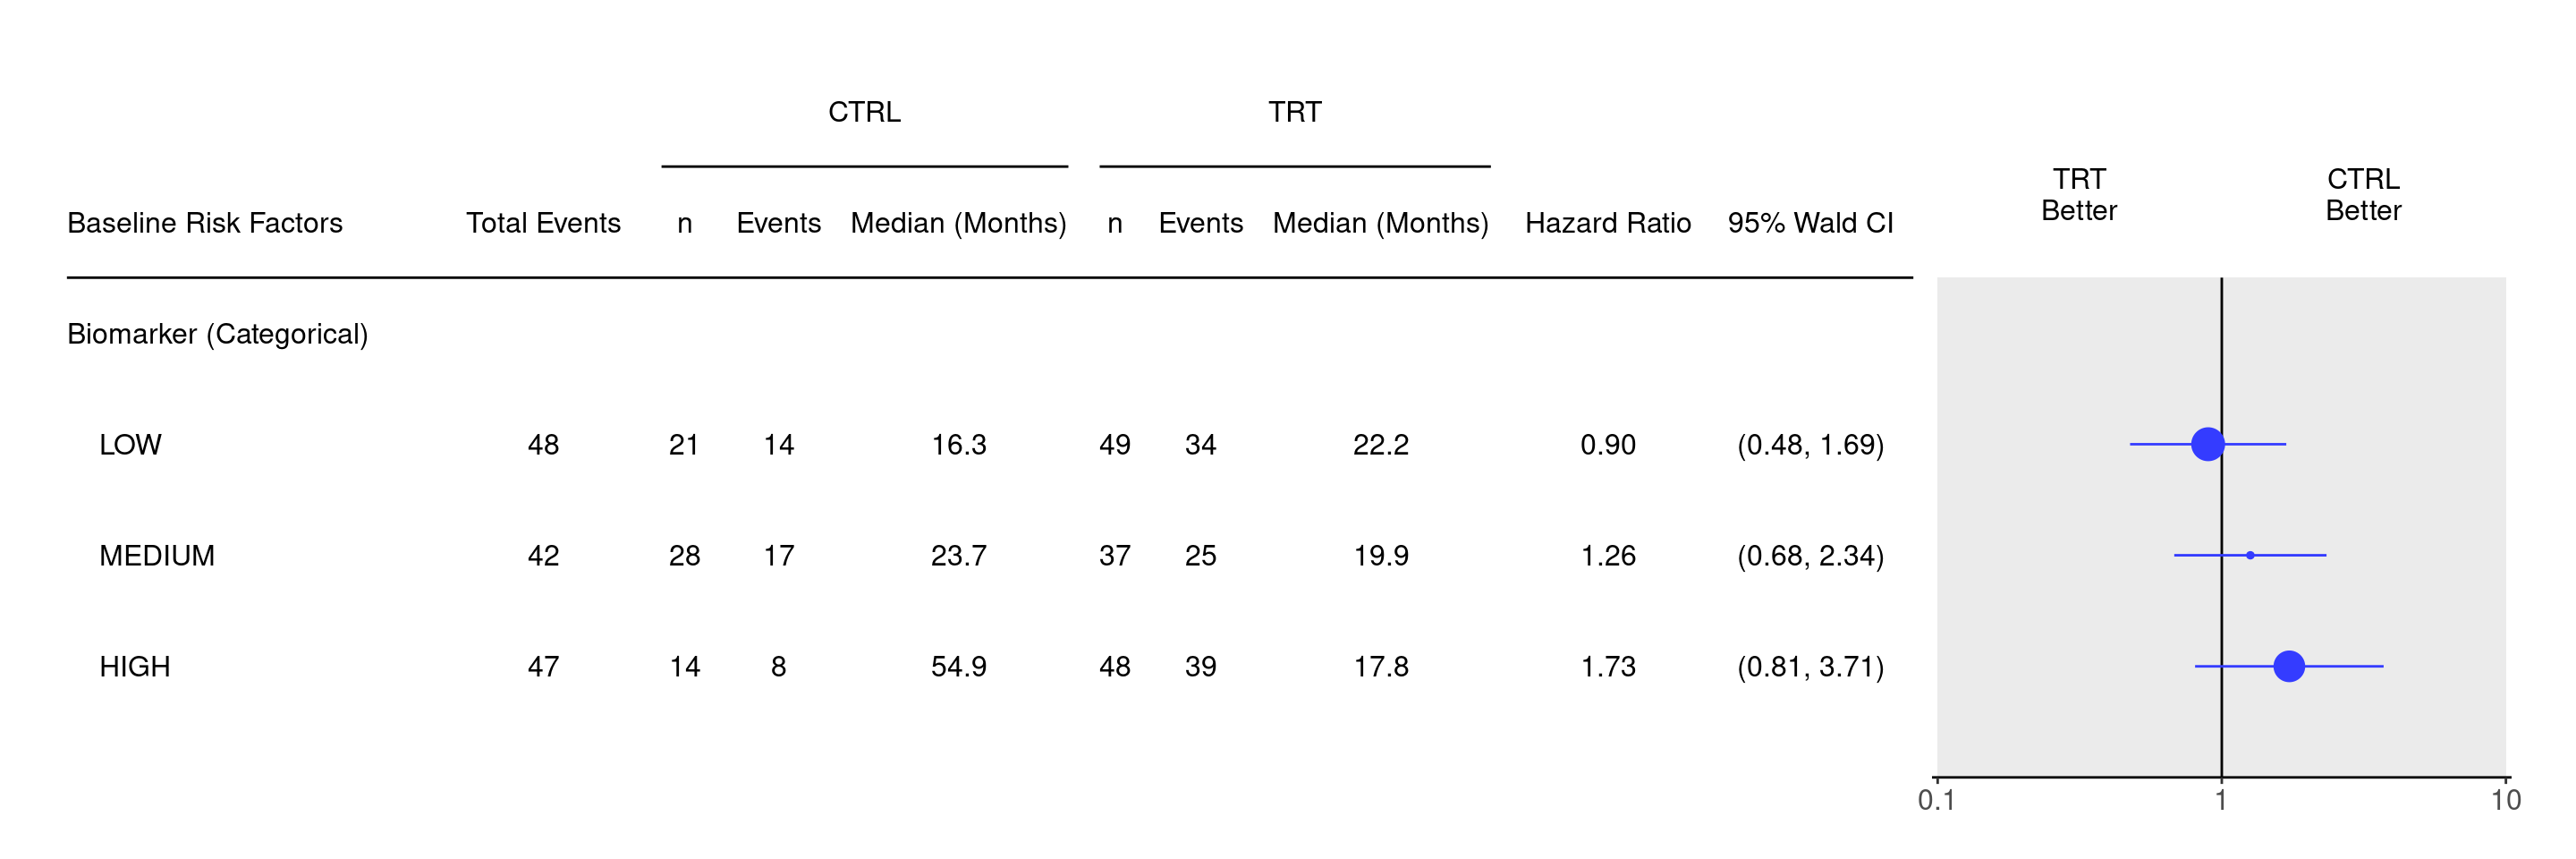 CTRL TRT
TRT CTRL
Better Better
Baseline Risk Factors Total Events n Events Median (Months) n Events Median (Months) Hazard Ratio 95% Wald CI
Biomarker (Categorical)
LOW 48 21 14 16.3 49 34 22.2 0.90 (0.48, 1.69)
MEDIUM 42 28 17 23.7 37 25 19.9 1.26 (0.68, 2.34)
HIGH 47 14 8 54.9 48 39 17.8 1.73 (0.81, 3.71)
0.1 1 10